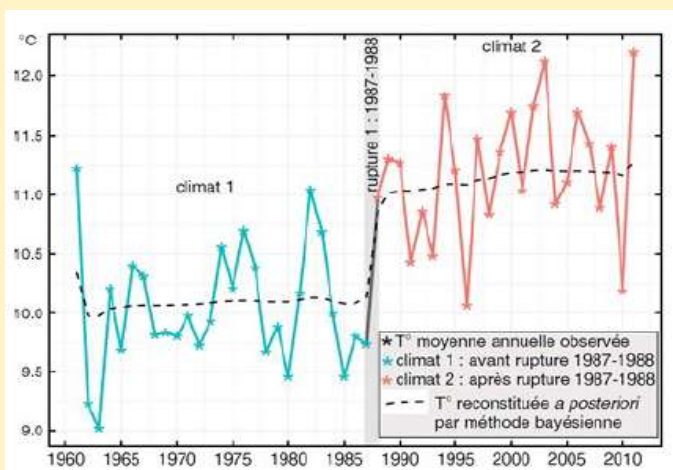 °C
climat 2
12.0
11.5
rupture 1 : 1987-1988
climat 1
11.0
10.5
10.0
9.5
9.0
★ T° moyenne annuelle observée
★ climat 1 : avant rupture 1987-1988
★ climat 2 : après rupture 1987-1988
T° reconstituée a posteriori
par méthode bayésienne
1960 1965 1970 1975 1980 1985 1990 1995 2000 2005 2010